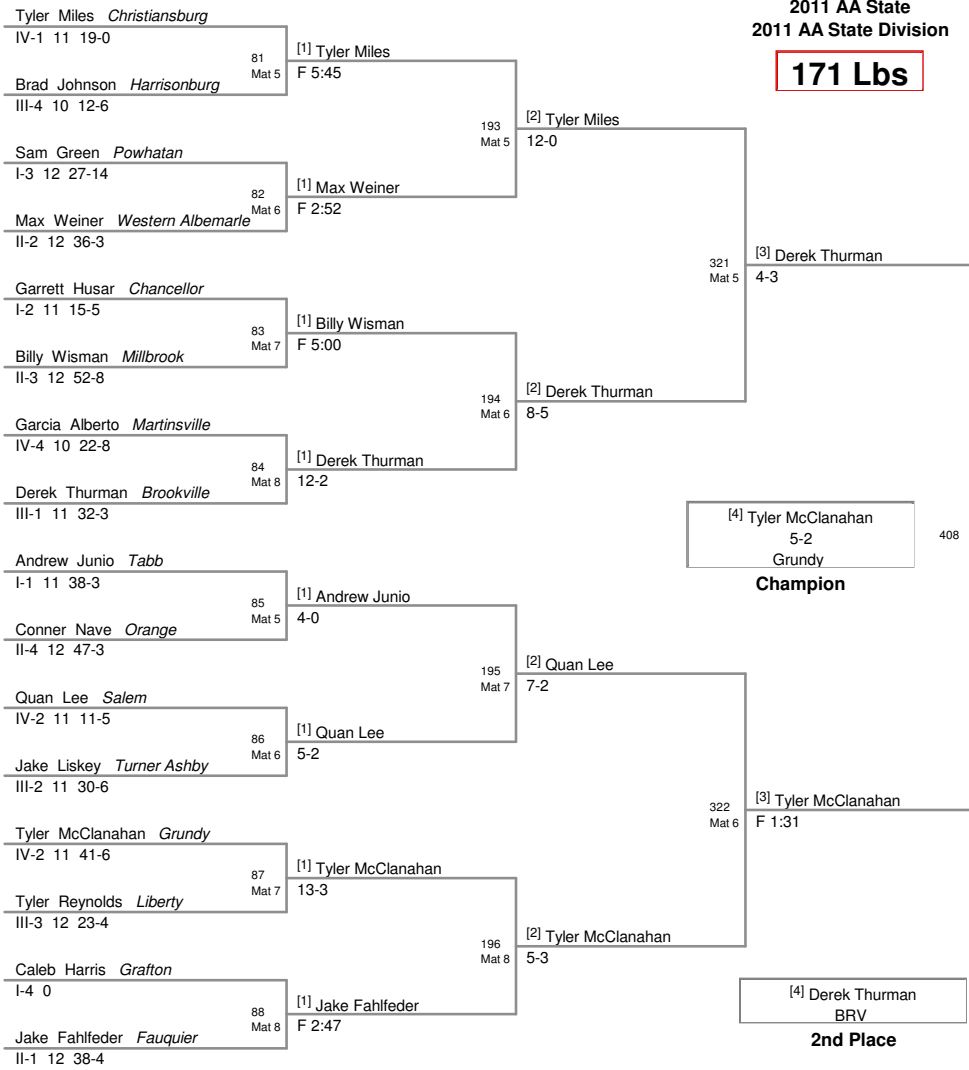 2011 AA State
2011 AA State Division
171 Lbs
Tyler Miles Christiansburg
IV-1 11 19-0
81
Mat 5
[1] Tyler Miles
F 5:45
Brad Johnson Harrisonburg
III-4 10 12-6
193
Mat 5
[2] Tyler Miles
12-0
Sam Green Powhatan
I-3 12 27-14
82
Mat 6
[1] Max Weiner
F 2:52
Max Weiner Western Albemarle
II-2 12 36-3
321
Mat 5
[3] Derek Thurman
4-3
Garrett Husar Chancellor
I-2 11 15-5
83
Mat 7
[1] Billy Wisman
F 5:00
Billy Wisman Millbrook
II-3 12 52-8
194
Mat 6
[2] Derek Thurman
8-5
Garcia Alberto Martinsville
IV-4 10 22-8
84
Mat 8
[1] Derek Thurman
12-2
Derek Thurman Brookville
III-1 11 32-3
[4] Tyler McClanahan
5-2
Grundy
408
Champion
Andrew Junio Tabb
I-1 11 38-3
85
Mat 5
[1] Andrew Junio
4-0
Conner Nave Orange
II-4 12 47-3
195
Mat 7
[2] Quan Lee
7-2
Quan Lee Salem
IV-2 11 11-5
86
Mat 6
[1] Quan Lee
5-2
Jake Liskey Turner Ashby
III-2 11 30-6
322
Mat 6
[3] Tyler McClanahan
F 1:31
Tyler McClanahan Grundy
IV-2 11 41-6
87
Mat 7
[1] Tyler McClanahan
13-3
Tyler Reynolds Liberty
III-3 12 23-4
196
Mat 8
[2] Tyler McClanahan
5-3
Caleb Harris Grafton
I-4 0
88
Mat 8
[1] Jake Fahlfeder
F 2:47
Jake Fahlfeder Fauquier
II-1 12 38-4
[4] Derek Thurman
BRV
2nd Place